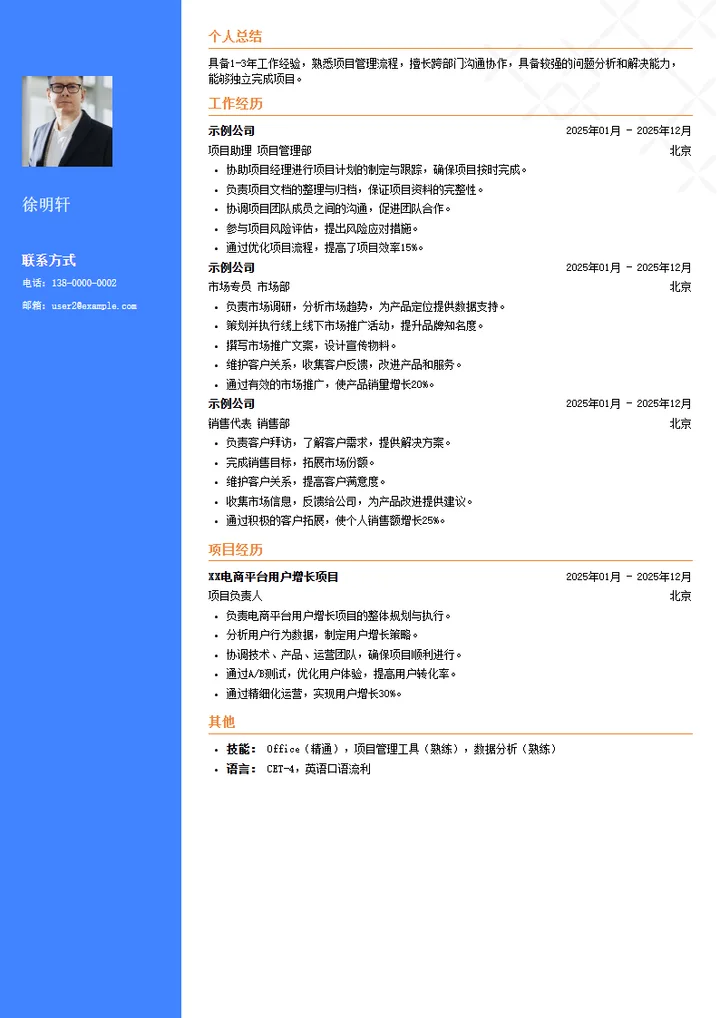 徐明轩
联系方式
电话：138-0000-0002
邮箱：user2@example.com
个人总结
具备1-3年工作经验，熟悉项目管理流程，擅长跨部门沟通协作，具备较强的问题分析和解决能力，
能够独立完成项目。
工作经历
示例公司 2025年01月 - 2025年12月
项目助理 项目管理部 北京
• 协助项目经理进行项目计划的制定与跟踪，确保项目按时完成。
• 负责项目文档的整理与归档，保证项目资料的完整性。
• 协调项目团队成员之间的沟通，促进团队合作。
• 参与项目风险评估，提出风险应对措施。
• 通过优化项目流程，提高了项目效率15%。
示例公司 2025年01月 - 2025年12月
市场专员 市场部 北京
• 负责市场调研，分析市场趋势，为产品定位提供数据支持。
• 策划并执行线上线下市场推广活动，提升品牌知名度。
• 撰写市场推广文案，设计宣传物料。
• 维护客户关系，收集客户反馈，改进产品和服务。
• 通过有效的市场推广，使产品销量增长20%。
示例公司 2025年01月 - 2025年12月
销售代表 销售部 北京
• 负责客户拜访，了解客户需求，提供解决方案。
• 完成销售目标，拓展市场份额。
• 维护客户关系，提高客户满意度。
• 收集市场信息，反馈给公司，为产品改进提供建议。
• 通过积极的客户拓展，使个人销售额增长25%。
项目经历
XX电商平台用户增长项目 2025年01月 - 2025年12月
项目负责人 北京
• 负责电商平台用户增长项目的整体规划与执行。
• 分析用户行为数据，制定用户增长策略。
• 协调技术、产品、运营团队，确保项目顺利进行。
• 通过A/B测试，优化用户体验，提高用户转化率。
• 通过精细化运营，实现用户增长30%。
其他
• 技能： Office（精通），项目管理工具（熟练），数据分析（熟练）
• 语言： CET-4，英语口语流利